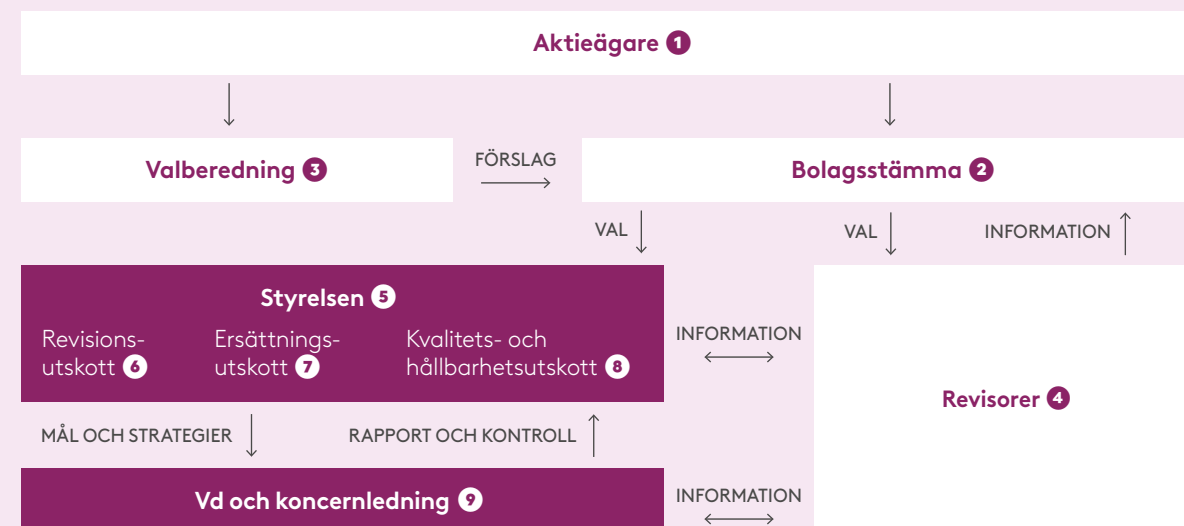 Aktieägare 1
Valberedning 3
FÖRSLAG
Bolagsstämma 2
VAL
VAL
INFORMATION
Styrelsen 5
Revisions-
utskott 6
Ersättnings-
utskott 7
Kvalitets- och
hållbarhetsutskott 8
INFORMATION
Revisorer 4
MÅL OCH STRATEGIER
RAPPORT OCH KONTROLL
Vd och koncernledning 9
INFORMATION